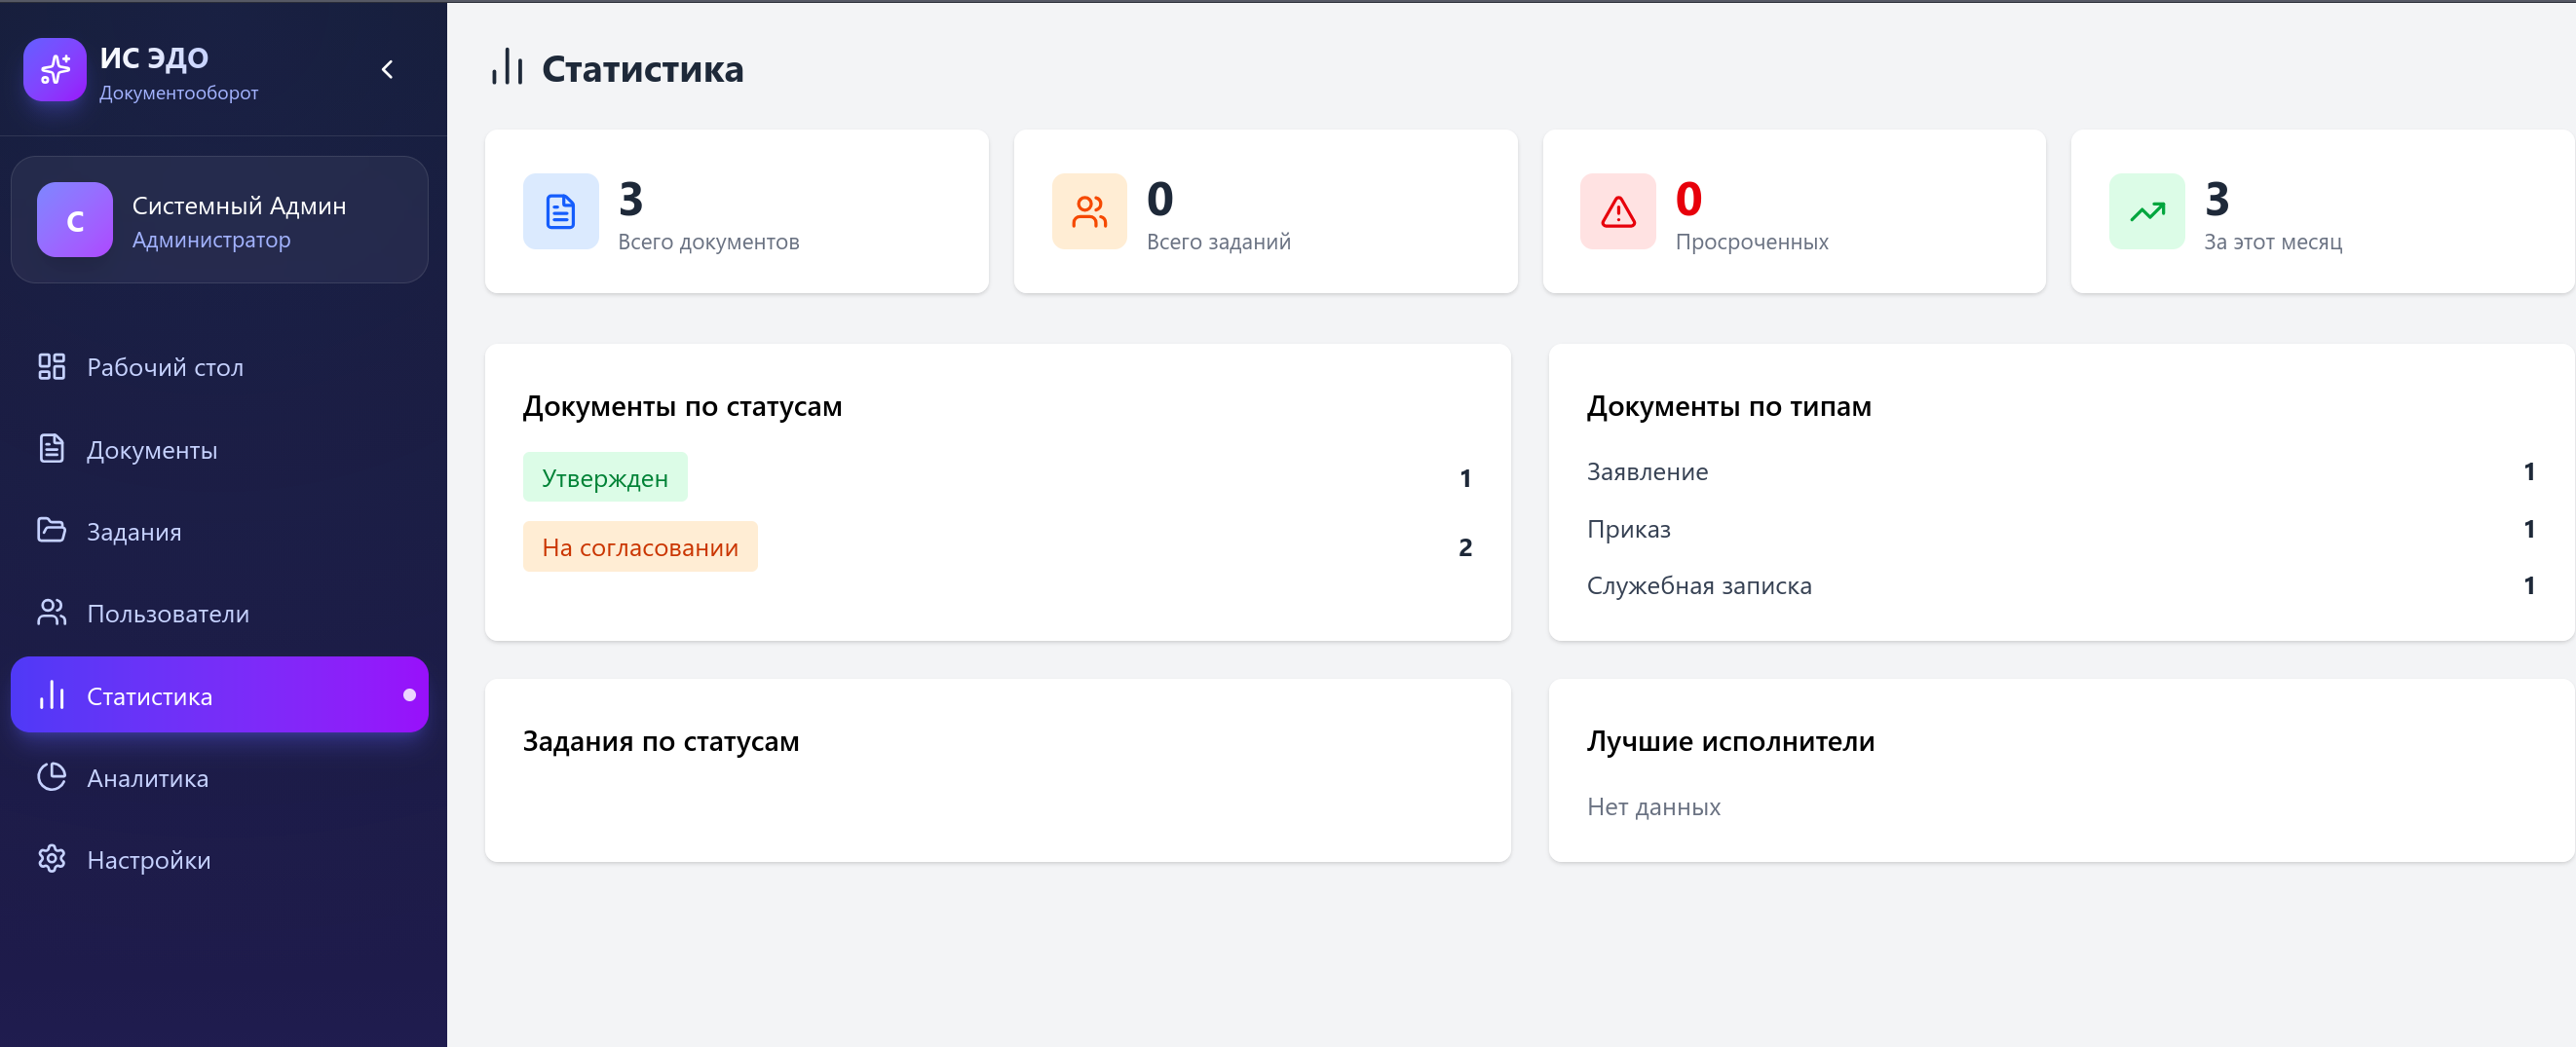 ИС ЭДО
Документооборот
С
Системный Админ
Администратор
Рабочий стол
Документы
Задания
Пользователи
Статистика
Аналитика
Настройки
Статистика
3
Всего документов
0
Всего заданий
0
Просроченных
3
За этот месяц
Документы по статусам
Утвержден 1
На согласовании 2
Документы по типам
Заявление 1
Приказ 1
Служебная записка 1
Задания по статусам
Лучшие исполнители
Нет данных